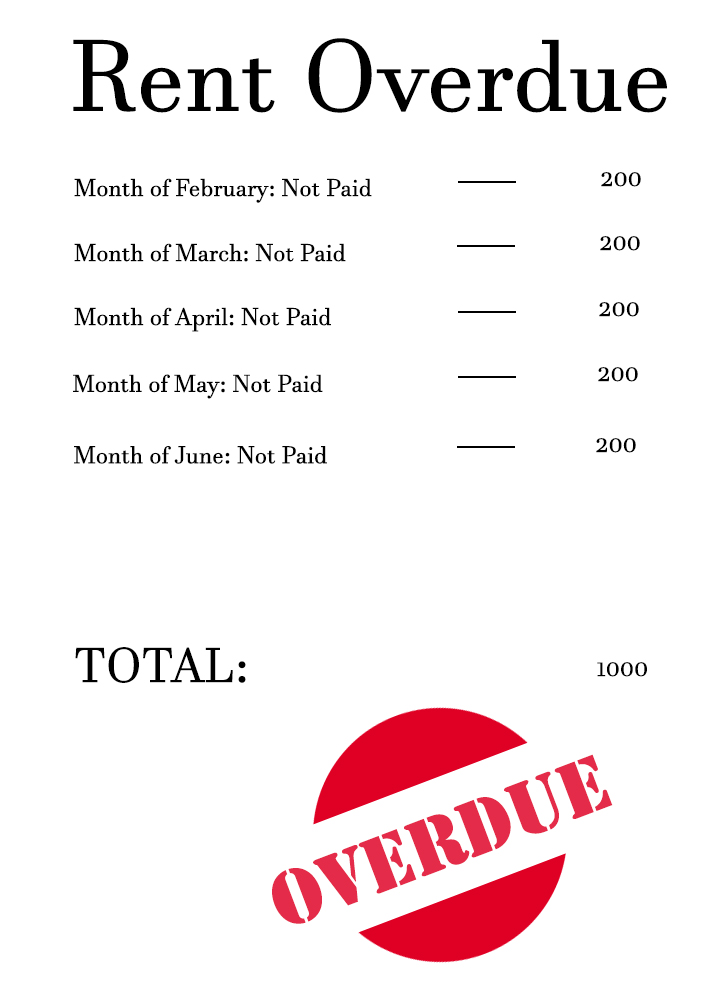 Rent Overdue
Month of February: Not Paid 200
Month of March: Not Paid 200
Month of April: Not Paid 200
Month of May: Not Paid 200
Month of June: Not Paid 200
TOTAL: 1000
OVERDUE